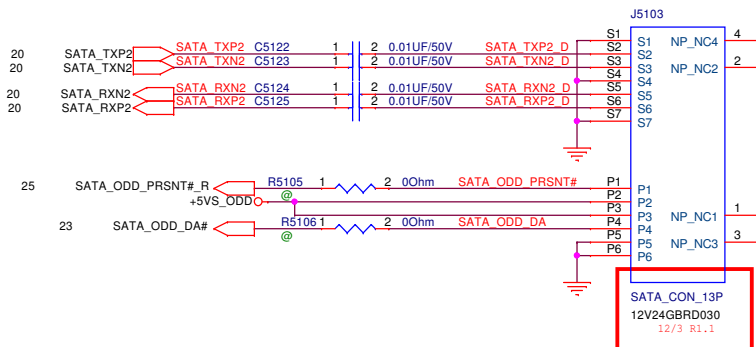 J5103
20 SATA_TXP2 SATA_TXP2 C5122 1 2 0.01UF/50V SATA_TXP2_D S1 S1 NP_NC4 4
S2 S2
20 SATA_TXN2 SATA_TXN2 C5123 1 2 0.01UF/50V SATA_TXN2_D S3 S3 NP_NC2 2
S4 S4
20 SATA_RXN2 SATA_RXN2 C5124 1 2 0.01UF/50V SATA_RXN2_D S5 S5
20 SATA_RXP2 SATA_RXP2 C5125 1 2 0.01UF/50V SATA_RXP2_D S6 S6
S7 S7
25 SATA_ODD_PRSNT#_R R5105 1 2 0Ohm SATA_ODD_PRSNT# P1 P1
@
+5VS_ODD P2 P2
P3 P3 NP_NC1 1
23 SATA_ODD_DA# R5106 1 2 0Ohm SATA_ODD_DA P4 P4
@
P5 P5 NP_NC3 3
P6 P6
SATA_CON_13P
12V24GBRD030
12/3 R1.1